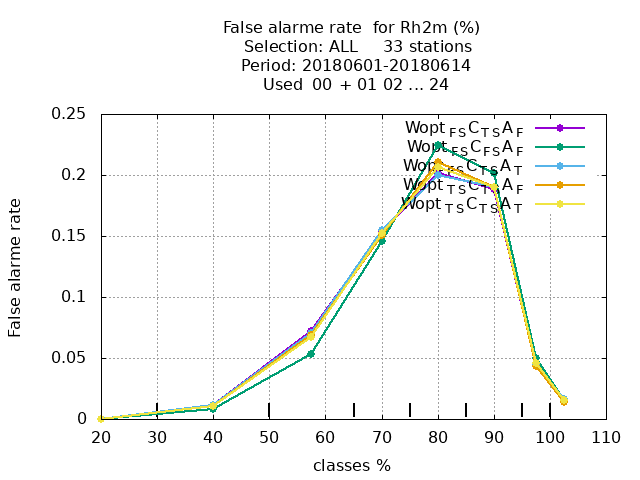 False alarme rate  for Rh2m (%)
Selection: ALL     33 stations
Period: 20180601-20180614
Used  00 + 01 02 ... 24
Wopt FS C TS A F
Wopt FS C FS A F
Wopt FS C TS A T
Wopt TS C TS A F
Wopt TS C TS A T
False alarme rate
0.25
0.2
0.15
0.1
0.05
0
20 30 40 50 60 70 80 90 100 110
classes %